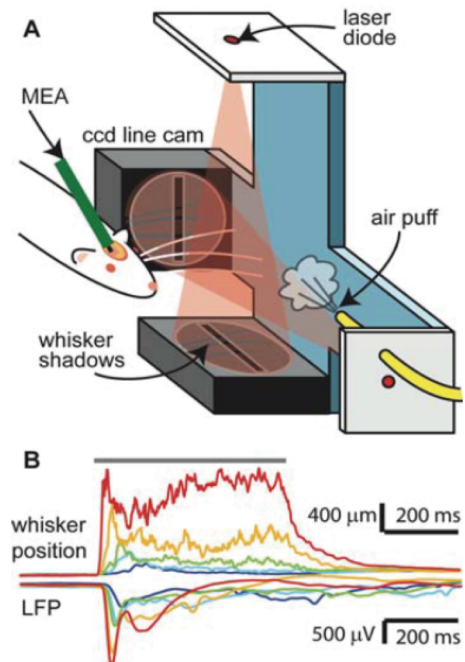 A
laser
diode
MEA
ccd line cam
air puff
whisker
shadows
B
whisker
position
400 μm
200 ms
LFP
500 μV
200 ms